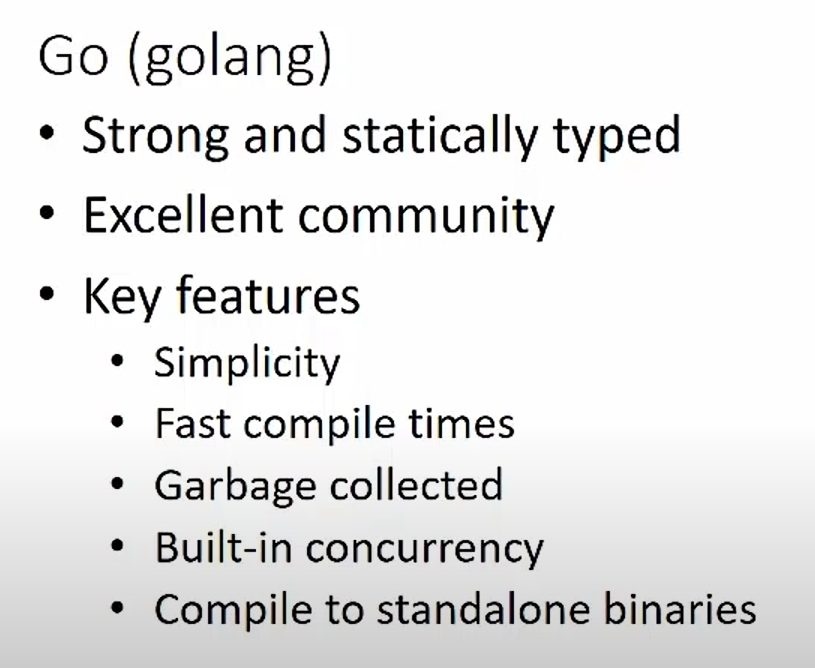 Go (golang)
• Strong and statically typed
• Excellent community
• Key features
• Simplicity
• Fast compile times
• Garbage collected
• Built-in concurrency
• Compile to standalone binaries